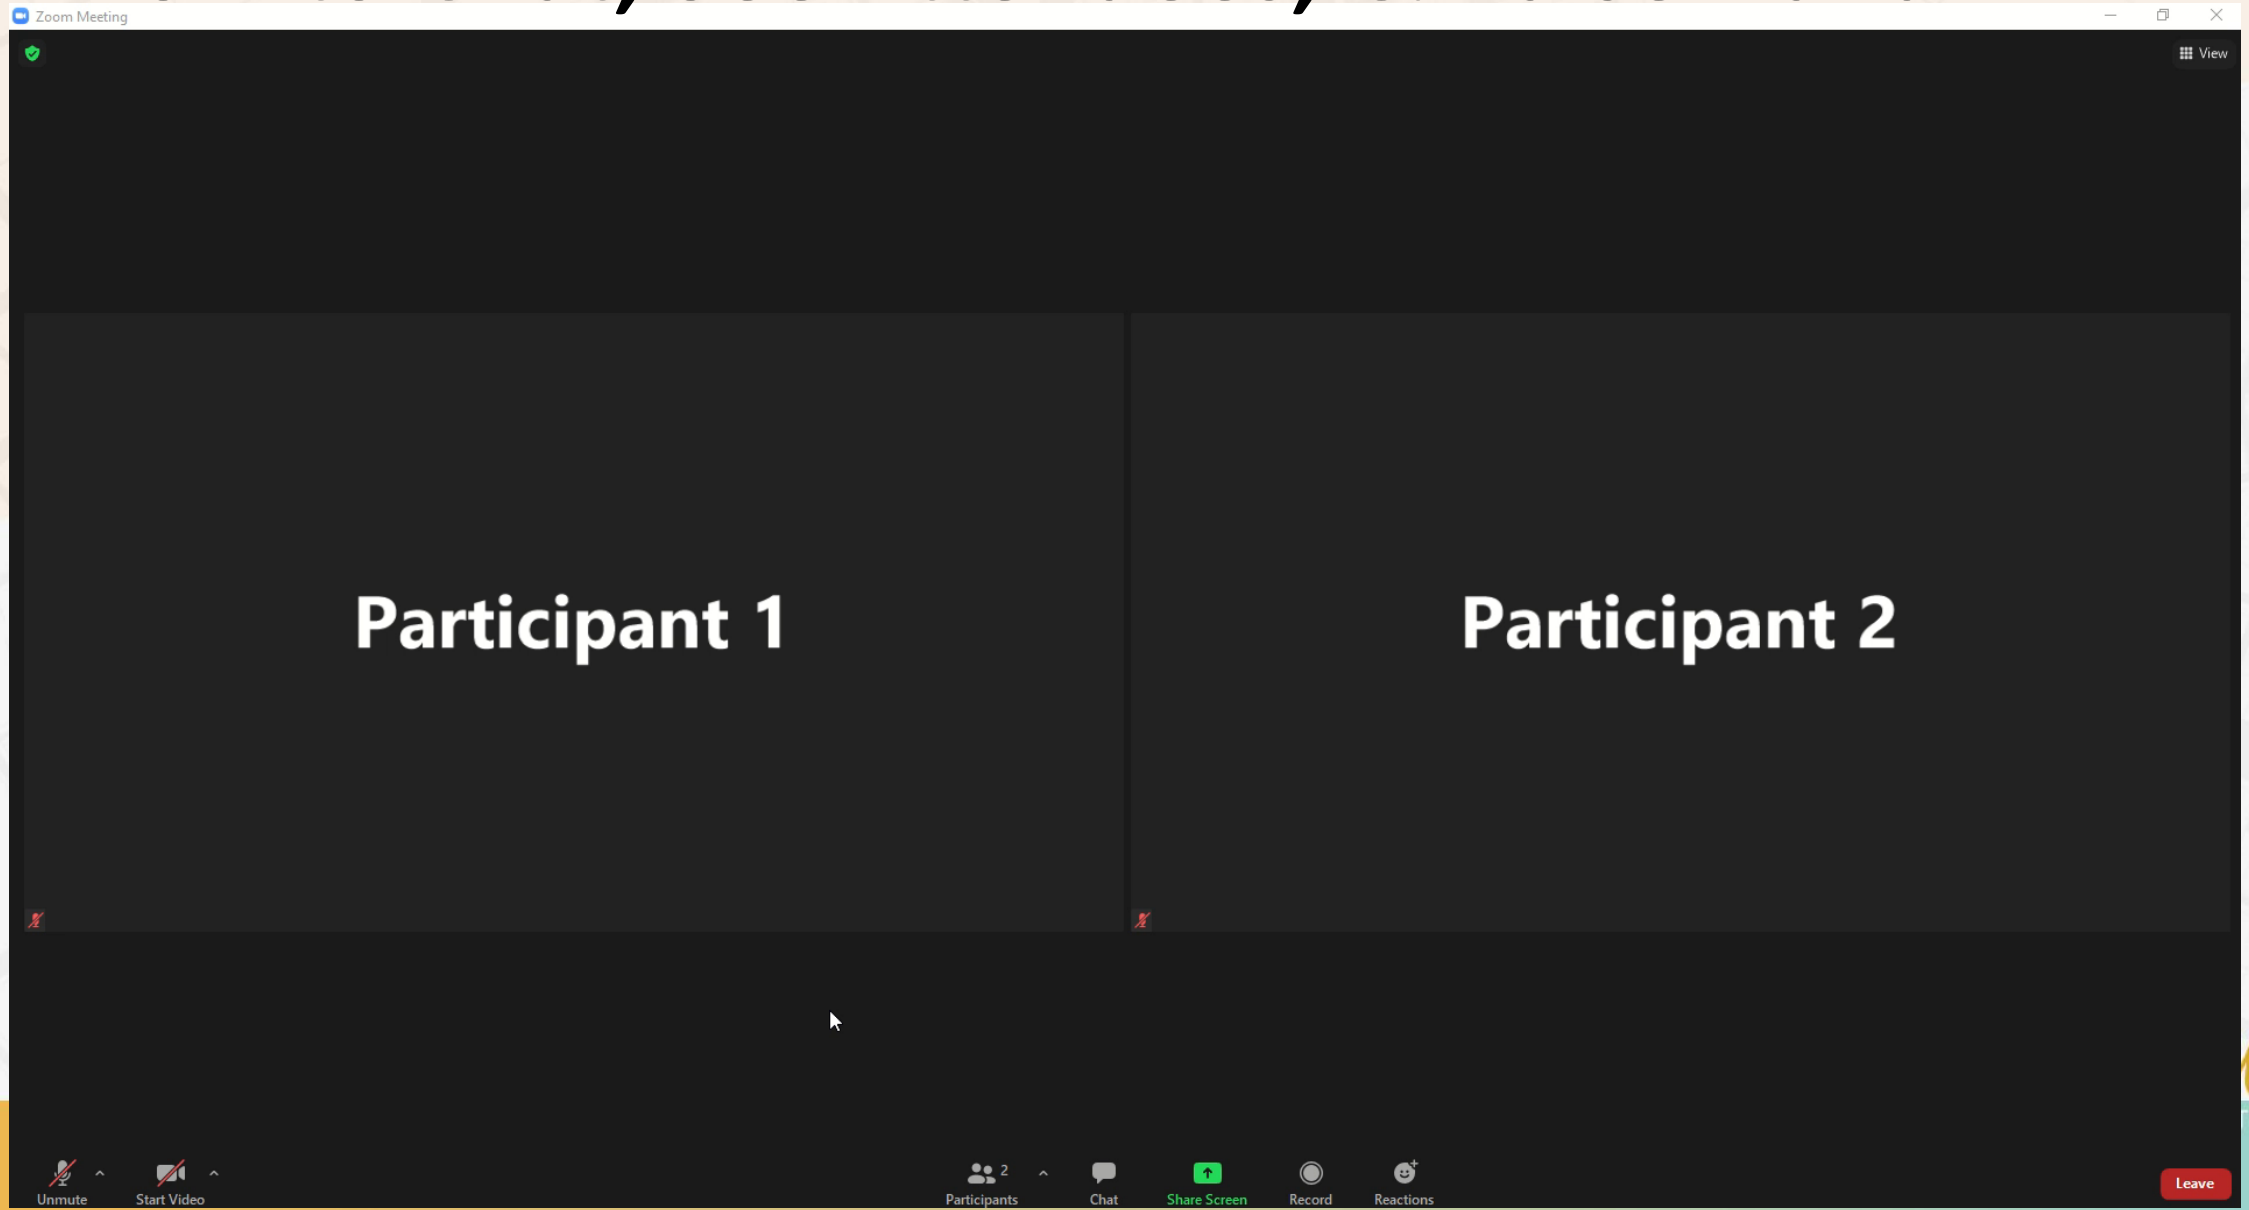 Zoom Meeting
View
Participant 1
Participant 2
2
Unmute
Start Video
Participants
Chat
Share Screen
Record
Reactions
Leave